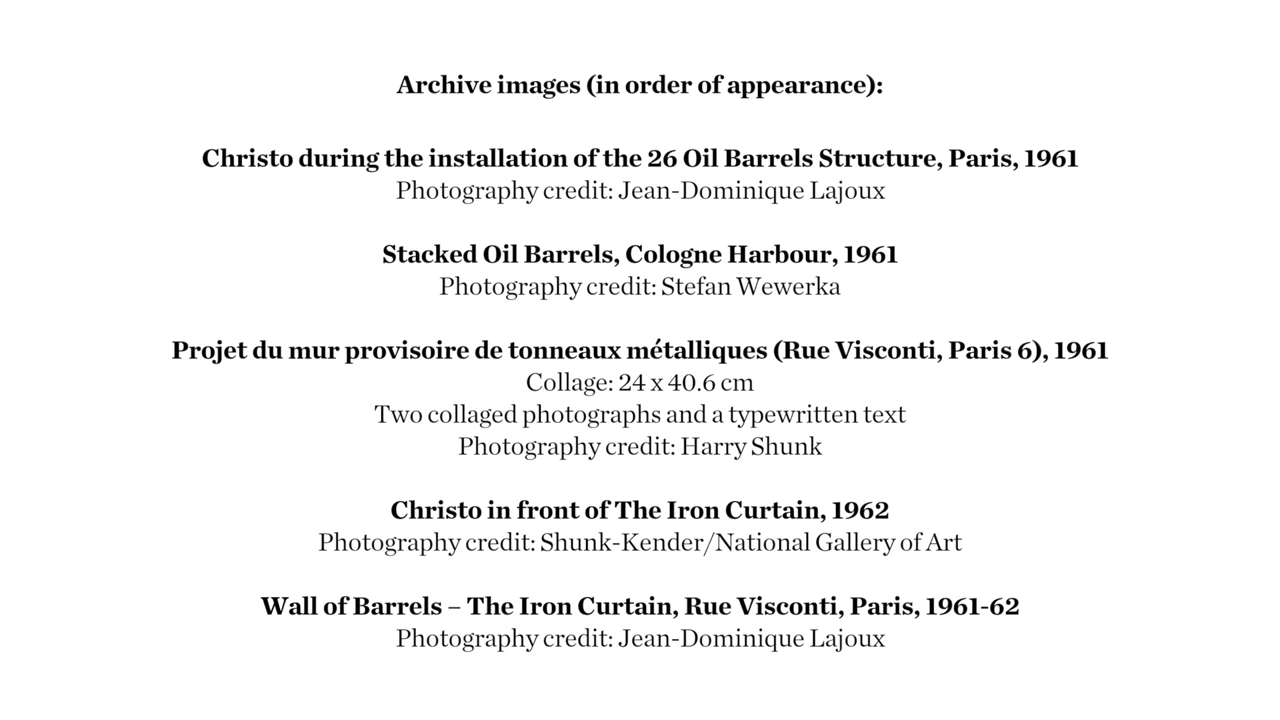 Archive images (in order of appearance):
Christo during the installation of the 26 Oil Barrels Structure, Paris, 1961
Photography credit: Jean-Dominique Lajoux
Stacked Oil Barrels, Cologne Harbour, 1961
Photography credit: Stefan Wewerka
Projet du mur provisoire de tonneaux métalliques (Rue Visconti, Paris 6), 1961
Collage: 24 x 40.6 cm
Two collaged photographs and a typewritten text
Photography credit: Harry Shunk
Christo in front of The Iron Curtain, 1962
Photography credit: Shunk-Kender/National Gallery of Art
Wall of Barrels – The Iron Curtain, Rue Visconti, Paris, 1961-62
Photography credit: Jean-Dominique Lajoux